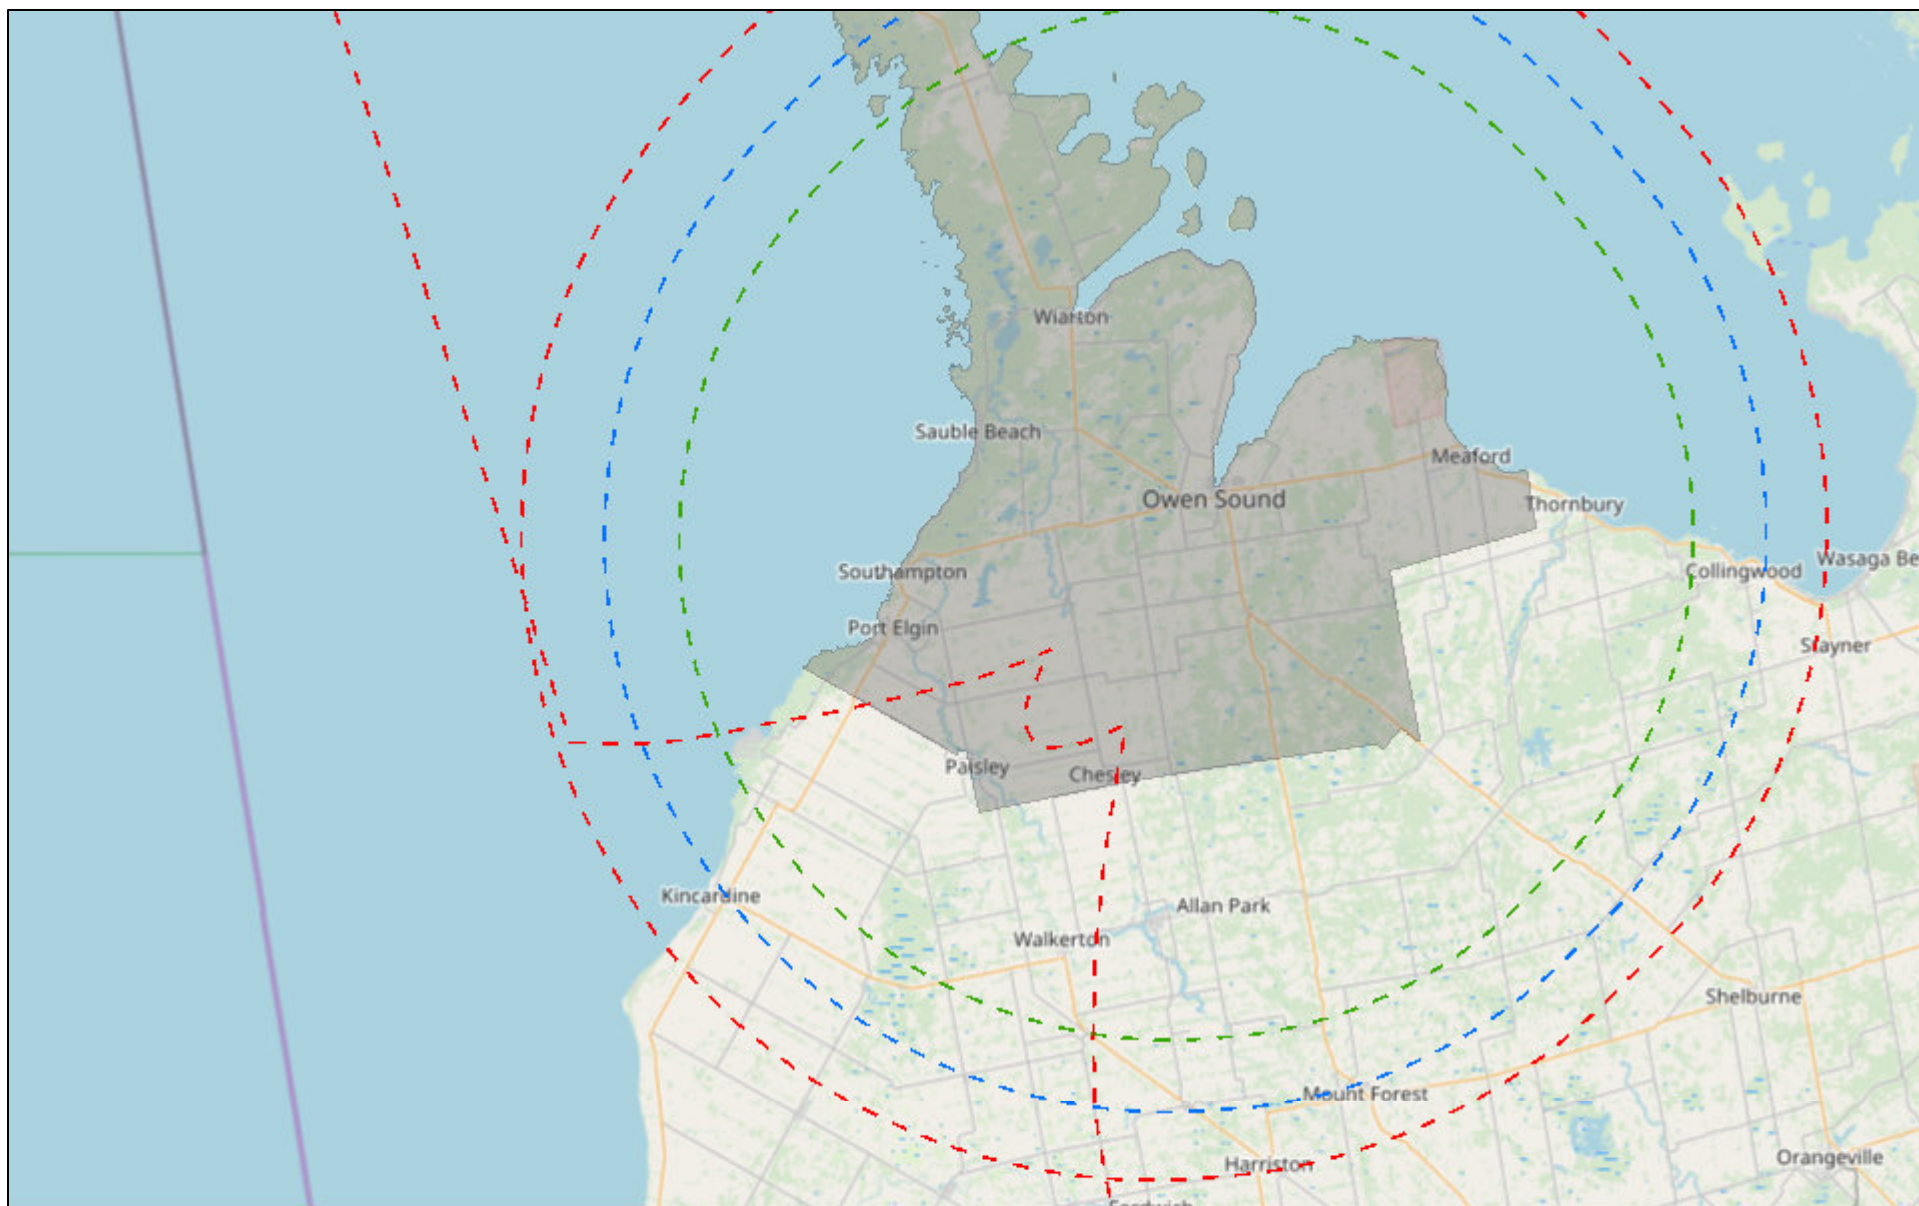 Wiarton
Sauble Beach
Meaford
Owen Sound
Thornbury
Southampton
Collingwood
Wasaga Be
Port Elgin
Stayner
Paisley
Chesley
Kincardine
Allan Park
Walkerton
Shelburne
Mount Forest
Harriston
Orangeville